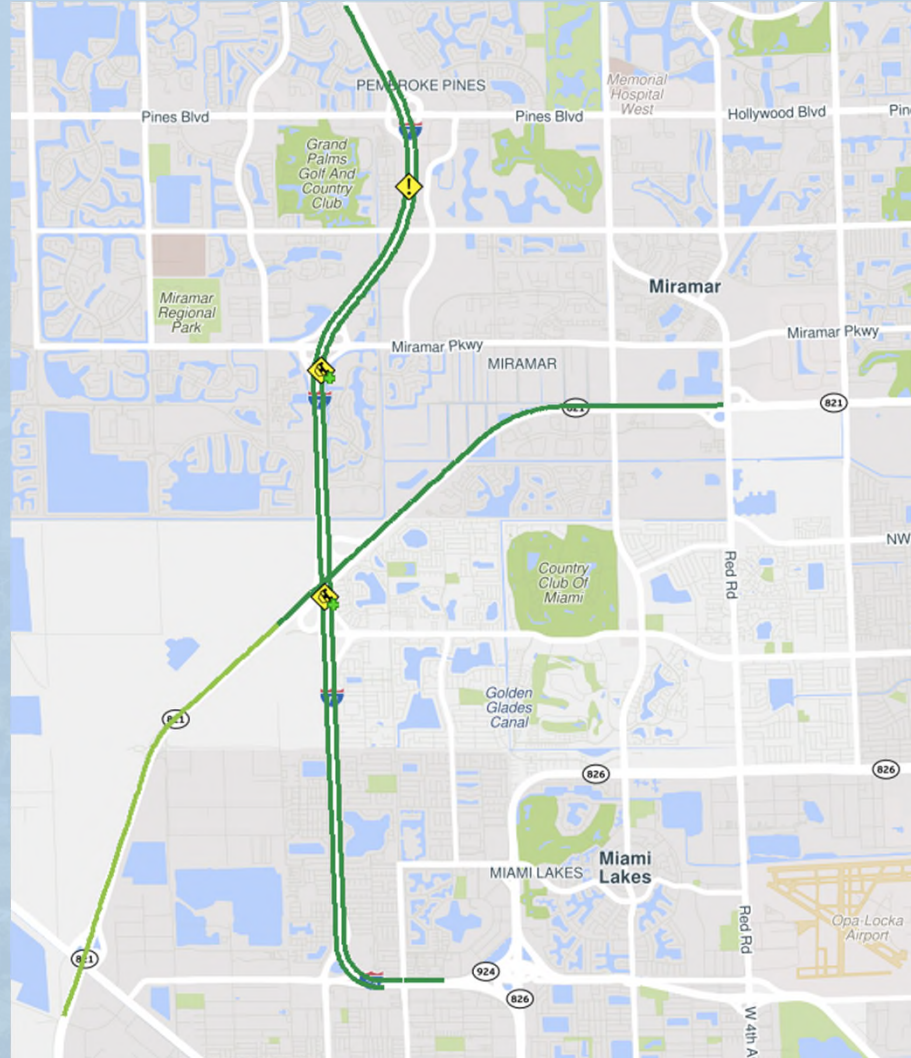 PEMBROKE PINES
Memorial
Hospital
West
Pines Blvd
Pines Blvd
Hollywood Blvd
Pin
Grand
Palms
Golf And
Country
Club
!
Miramar
Miramar
Regional
Park
Miramar Pkwy
Miramar Pkwy
MIRAMAR
821
821
NW
Country
Club Of
Miami
Red Rd
Golden
Glades
Canal
821
826
826
Miami
Lakes
MIAMI LAKES
Opa-Locka
Airport
Red Rd
821
924
826
W 4th A